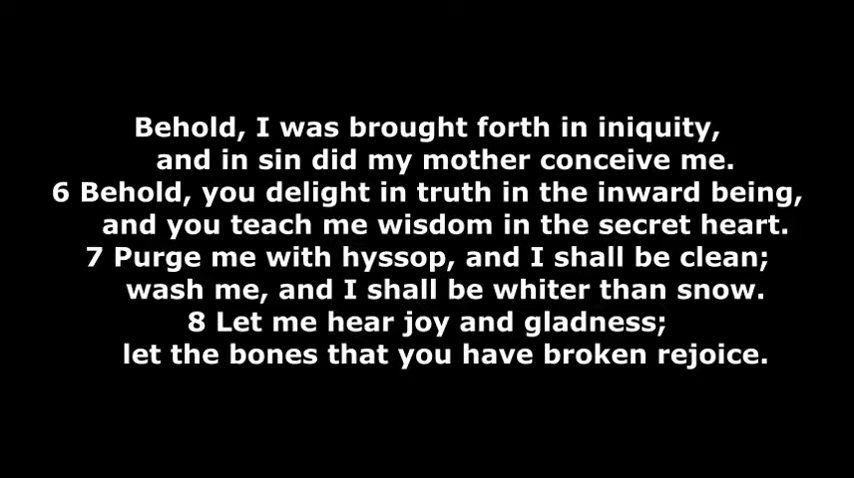 Behold, I was brought forth in iniquity,
and in sin did my mother conceive me.
6 Behold, you delight in truth in the inward being,
and you teach me wisdom in the secret heart.
7 Purge me with hyssop, and I shall be clean;
wash me, and I shall be whiter than snow.
8 Let me hear joy and gladness;
let the bones that you have broken rejoice.